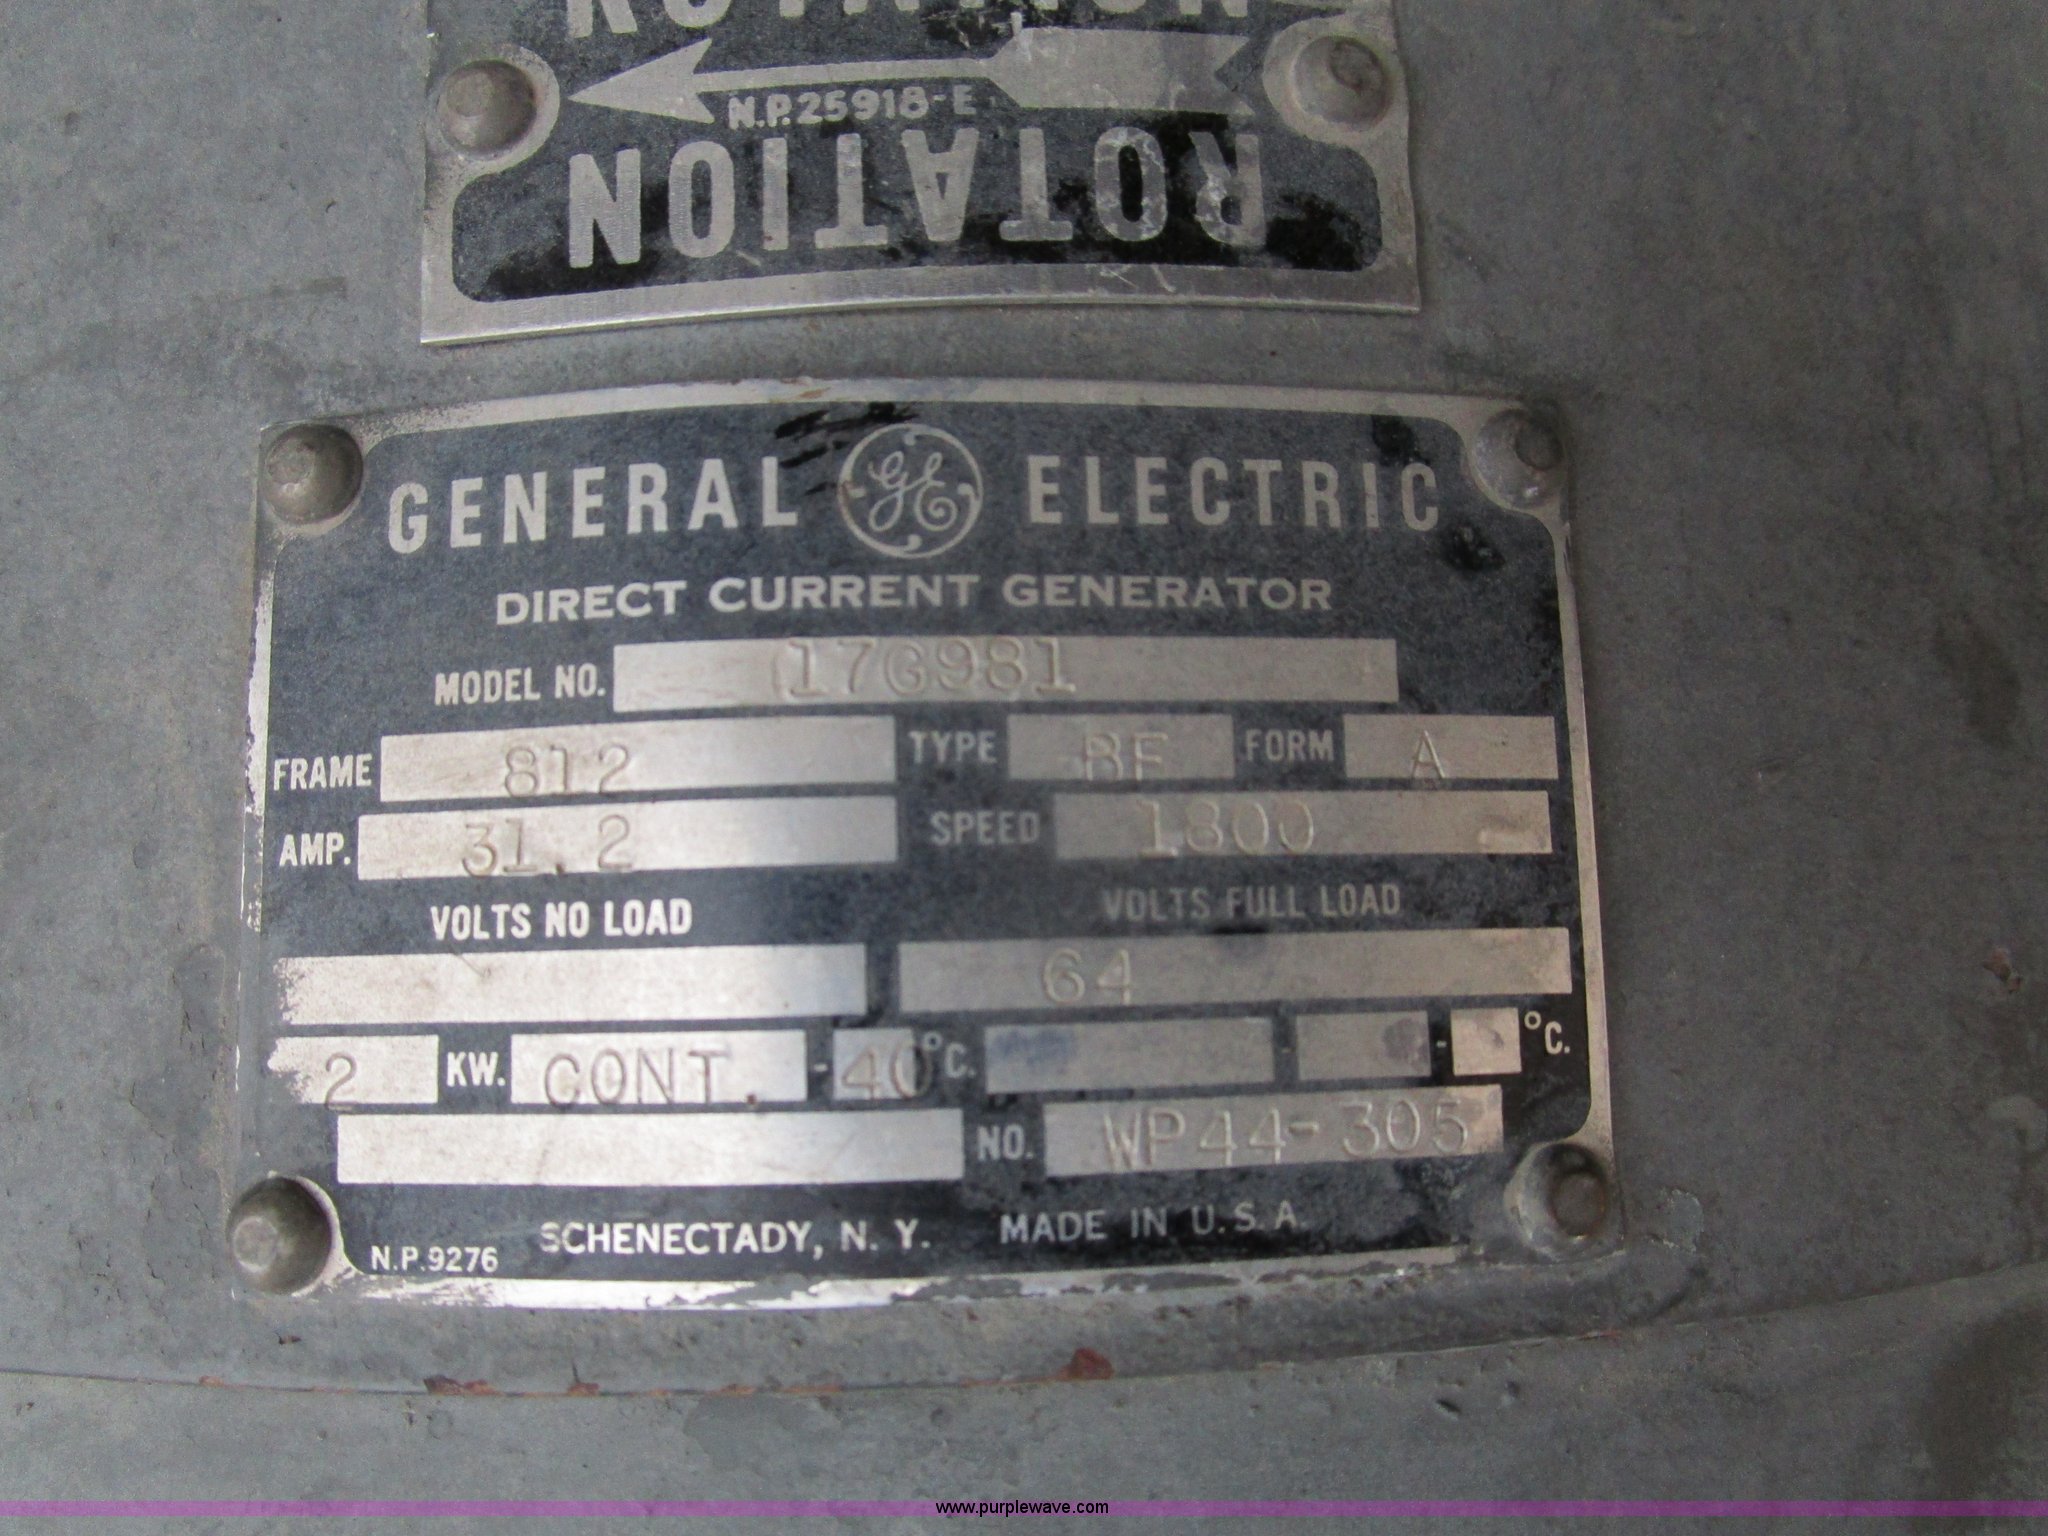 ROTATION
N.P.25918-E
ROTATION
GENERAL GE ELECTRIC
DIRECT CURRENT GENERATOR
MODEL NO. 17G981
FRAME 812 TYPE BF FORM A
AMP. 31.2 SPEED 1800
VOLTS NO LOAD VOLTS FULL LOAD
64
2 KW. CONT. - 40°C. - - °C.
NO. WP44-305
N.P.9276 SCHENECTADY, N. Y. MADE IN U.S.A.
www.purplewave.com